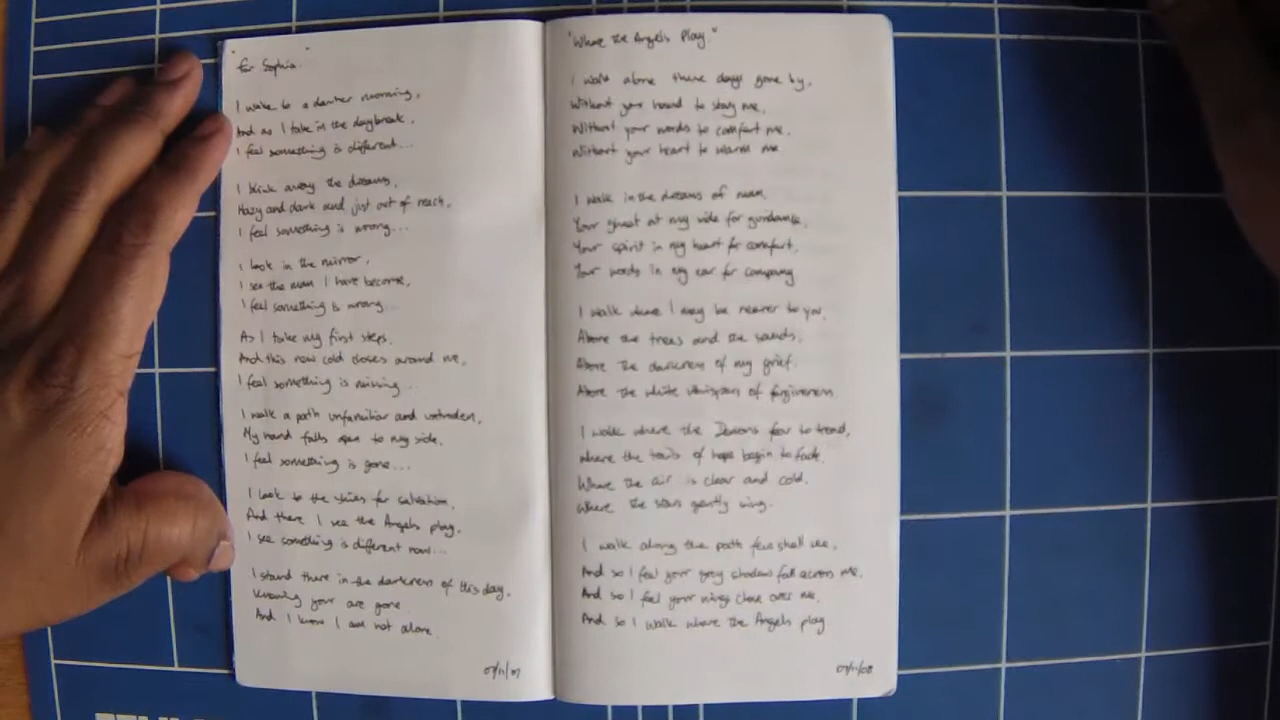 "For Sophia."
I wake to a darker morning,
And as I take in the daybreak,
I feel something is different...
I blink away the dreams,
Hazy and dark and just out of reach,
I feel something is wrong...
I look in the mirror,
I see the man I have become,
I feel something is wrong...
As I take my first steps,
And this new cold closes around me,
I feel something is missing...
I walk a path unfamiliar and untroden,
My hand falls open to my side,
I feel something is gone...
I look to the skies for salvation,
And there I see the Angels play,
I see something is different now...
I stand there in the darkness of this day,
Knowing your are gone
And I know I am not alone.
07/11/07
"Where the Angels Play."
I walk alone these days gone by,
Without your hand to stay me,
Without your words to comfort me,
Without your heart to warm me
I walk in the dreams of man,
Your ghost at my side for guidance,
Your spirit in my heart for comfort,
Your words in my ear for company
I walk where I may be nearer to you,
Above the trees and the sounds,
Above the darkness of my grief,
Above the white whispers of forgiveness
I walk where the Demons fear to tread,
Where the trails of hope begin to fade,
Where the air is clear and cold,
Where the stars gently sing.
I walk along the path few shall see,
And so I feel your grey shadow fall across me,
And so I feel your wings close over me,
And so I walk where the Angels play
07/11/08